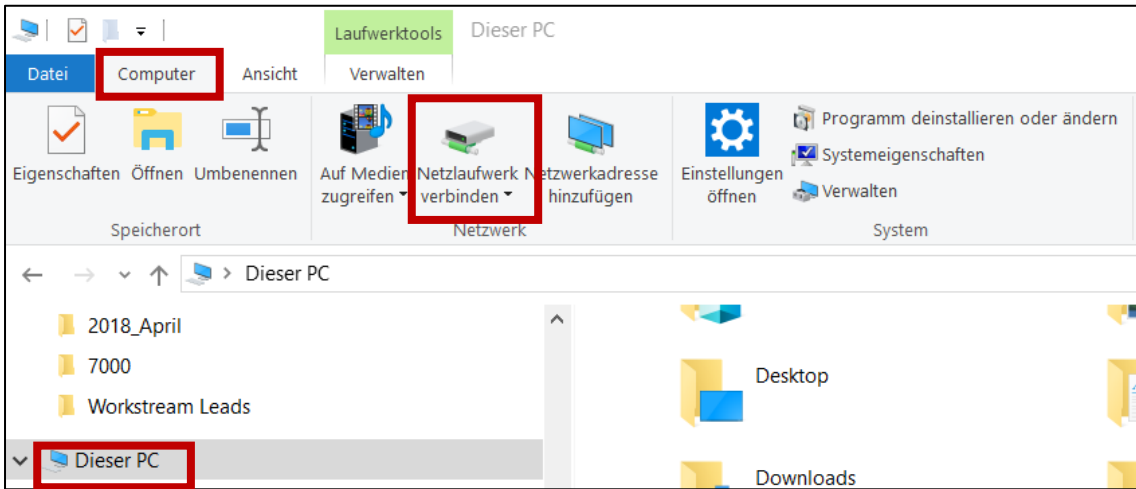 Laufwerktools
Dieser PC
Datei
Computer
Ansicht
Verwalten
Eigenschaften
Öffnen
Umbenennen
Auf Medien
zugreifen
Netzlaufwerk
verbinden
Netzwerkadresse
hinzufügen
Einstellungen
öffnen
Programm deinstallieren oder ändern
Systemeigenschaften
Verwalten
Speicherort
Netzwerk
System
Dieser PC
2018_April
7000
Workstream Leads
Dieser PC
Desktop
Downloads